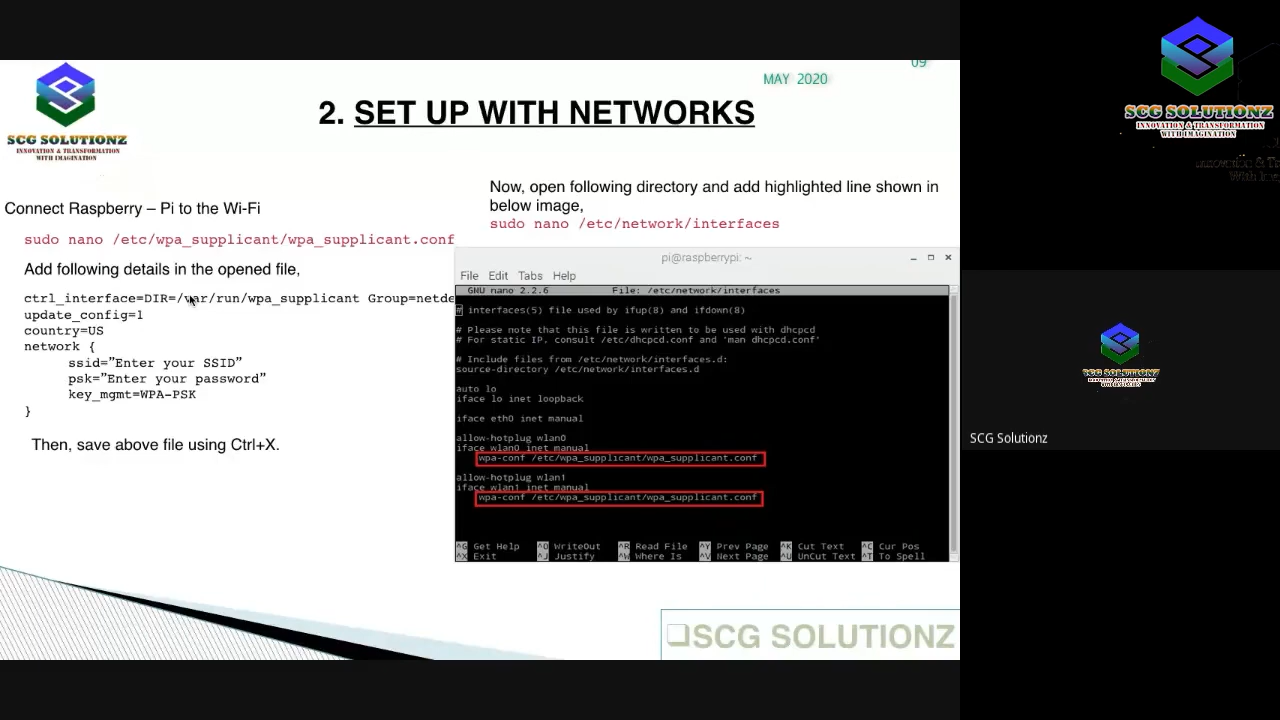 SCG SOLUTIONZ
INNOVATION & TRANSFORMATION
WITH IMAGINATION
MAY 2020
09
2. SET UP WITH NETWORKS
Connect Raspberry – Pi to the Wi-Fi
sudo nano /etc/wpa_supplicant/wpa_supplicant.conf
Add following details in the opened file,
ctrl_interface=DIR=/var/run/wpa_supplicant Group=netde
update_config=1
country=US
network {
ssid=”Enter your SSID”
psk=”Enter your password”
key_mgmt=WPA-PSK
}
Then, save above file using Ctrl+X.
Now, open following directory and add highlighted line shown in
below image,
sudo nano /etc/network/interfaces
pi@raspberrypi: ~
File Edit Tabs Help
GNU nano 2.2.6 File: /etc/network/interfaces
# interfaces(5) file used by ifup(8) and ifdown(8)
# Please note that this file is written to be used with dhcpcd
# For static IP, consult /etc/dhcpcd.conf and 'man dhcpcd.conf'
# Include files from /etc/network/interfaces.d:
source-directory /etc/network/interfaces.d
auto lo
iface lo inet loopback
iface eth0 inet manual
allow-hotplug wlan0
iface wlan0 inet manual
wpa-conf /etc/wpa_supplicant/wpa_supplicant.conf
allow-hotplug wlan1
iface wlan1 inet manual
wpa-conf /etc/wpa_supplicant/wpa_supplicant.conf
^G Get Help ^O WriteOut ^R Read File ^Y Prev Page ^K Cut Text ^C Cur Pos
^X Exit ^J Justify ^W Where Is ^V Next Page ^U UnCut Text ^T To Spell
SCG SOLUTIONZ
SCG SOLUTIONZ
INNOVATION & TRANSFORMATION
WITH IMAGINATION
SCG SOLUTIONZ
SCG Solutionz